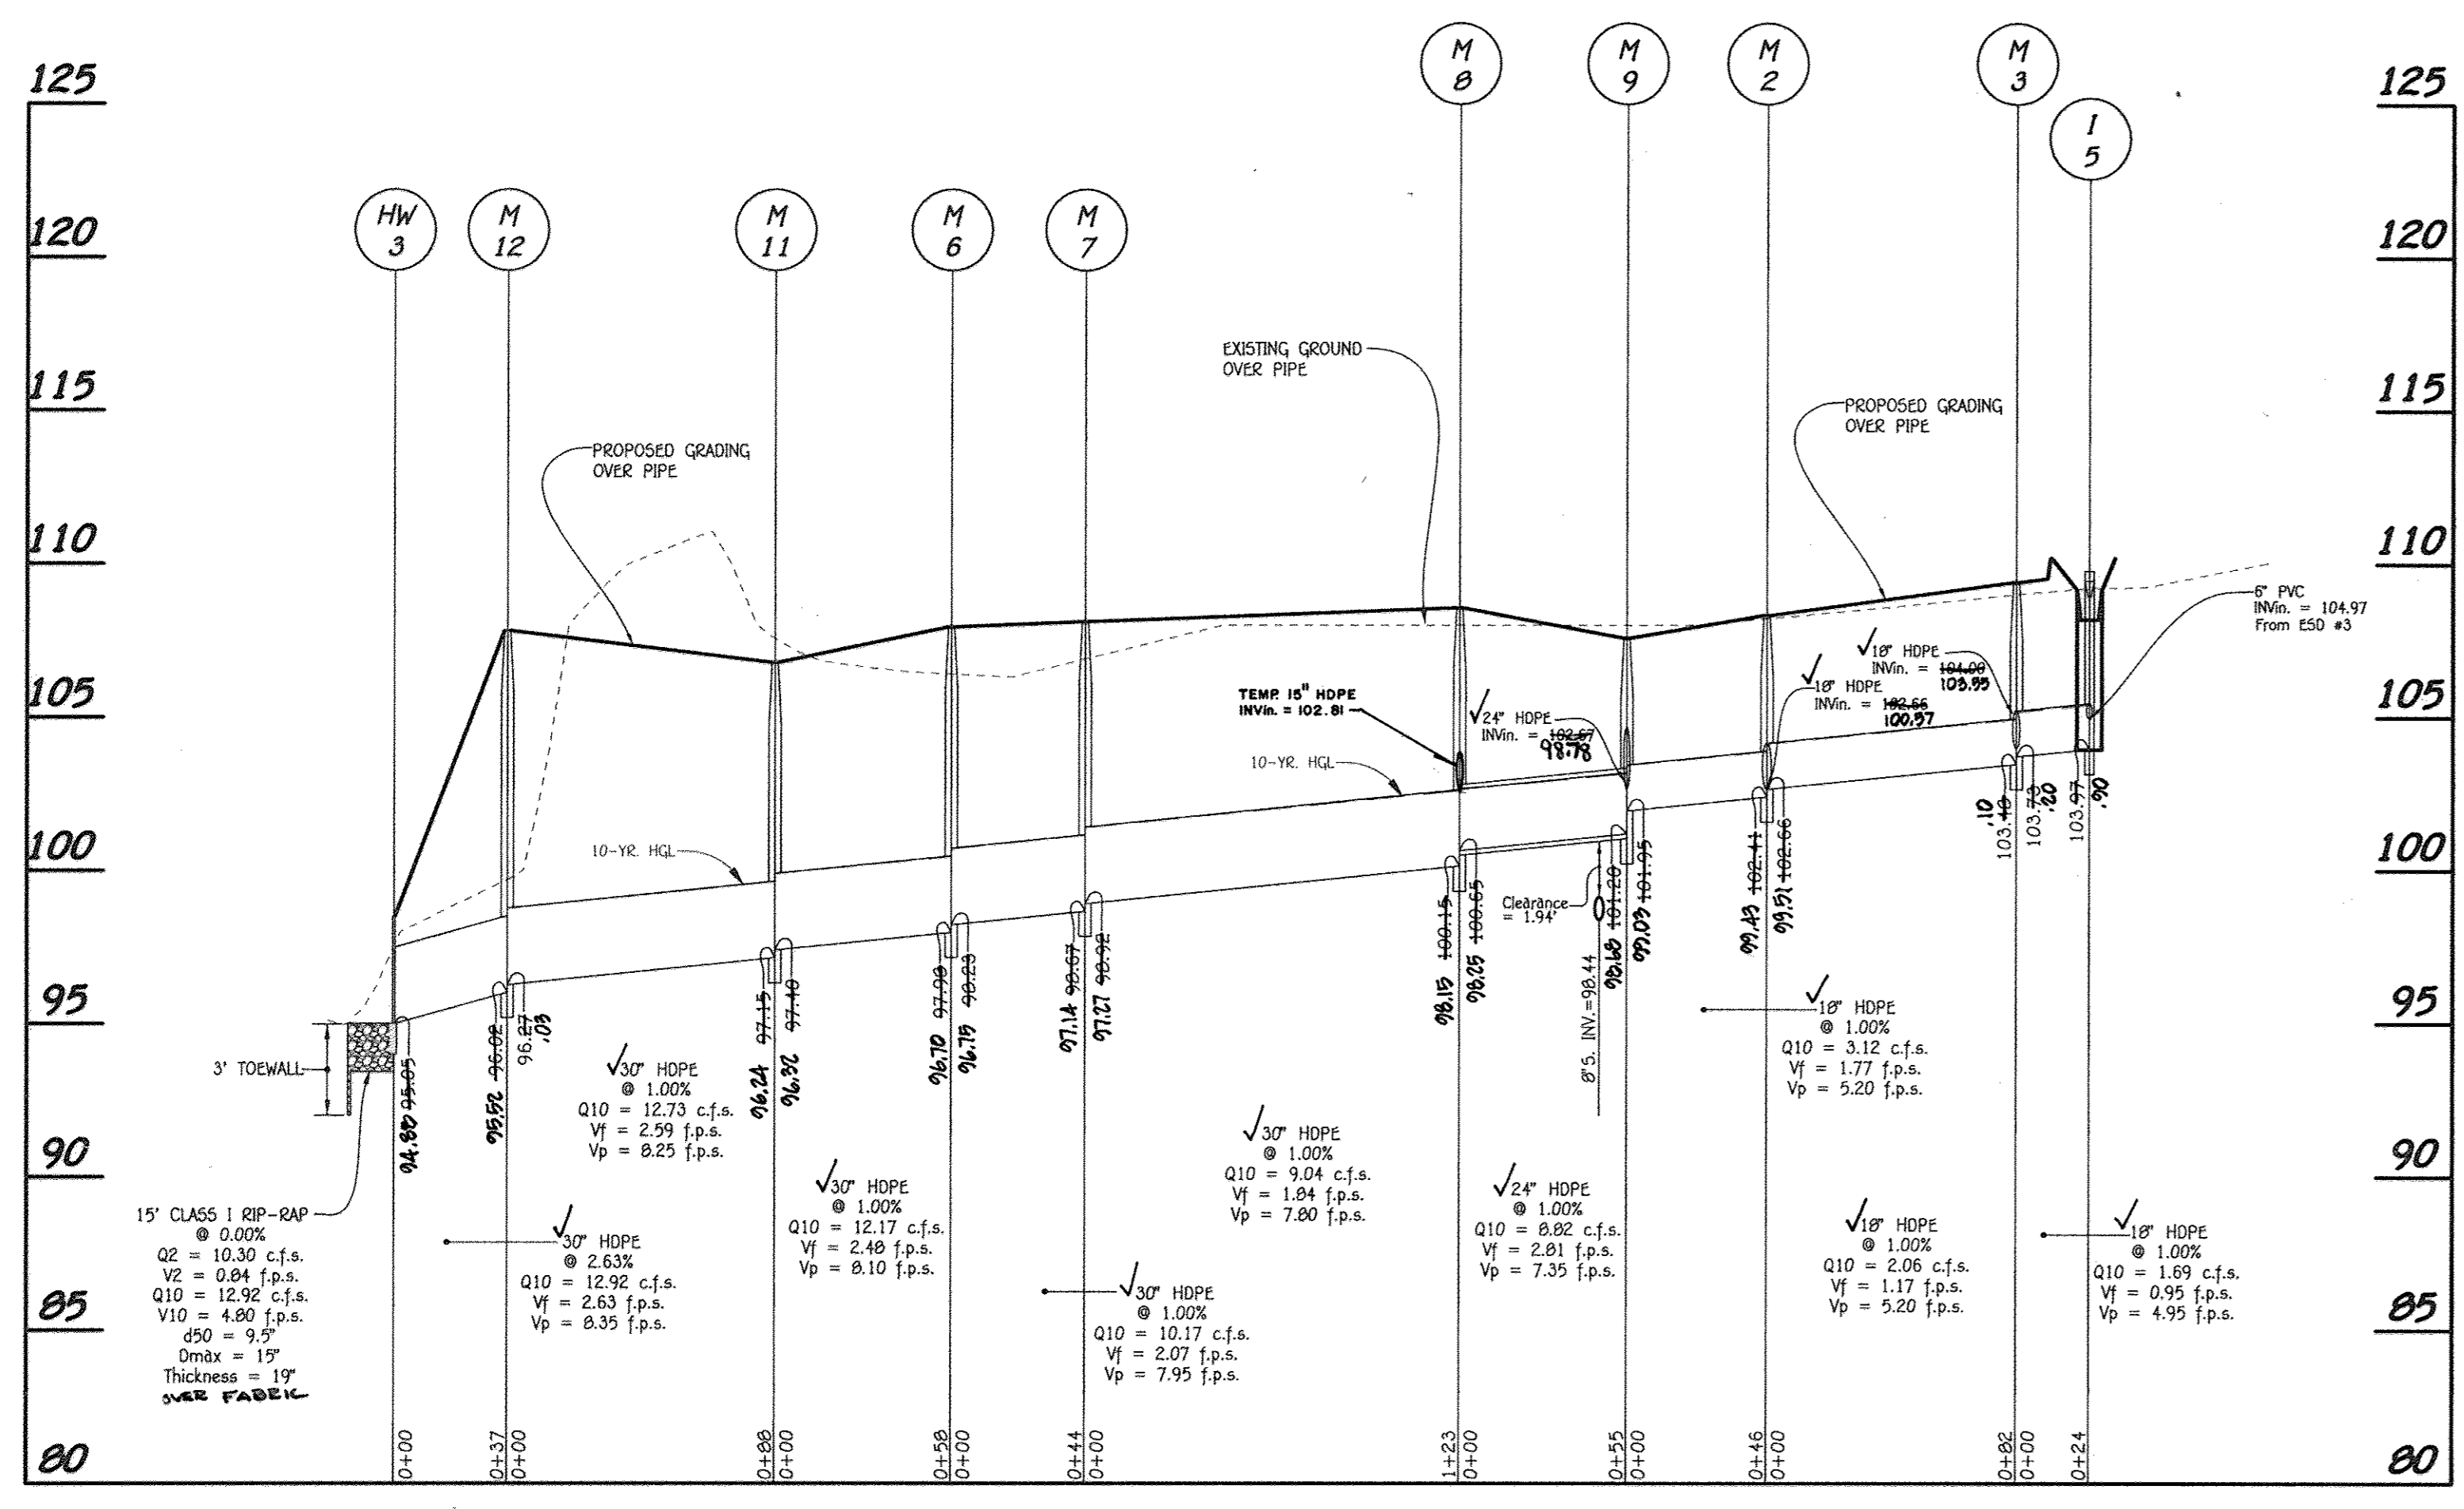 M
8
M
9
M
2
M
3
I
5
125
125
HW
3
M
12
M
11
M
6
M
7
120
120
EXISTING GROUND
OVER PIPE
115
115
PROPOSED GRADING
OVER PIPE
PROPOSED GRADING
OVER PIPE
110
110
6" PVC
INVin. = 104.97
From ESD #3
18" HDPE
INVin. = 104.00
103.55
18" HDPE
INVin. = 102.66
100.57
TEMP. 15" HDPE
INVin. = 102.81
24" HDPE
INVin. = 102.67
98.78
105
105
10-YR. HGL
10-YR. HGL
100
100
Clearance
= 1.94'
8" S. INV.=98.44
95
95
3' TOEWALL
94.88 95.05
95.52 96.02
96.27
.03
96.24 97.15
96.32 97.40
96.70 97.98
96.75 98.23
97.14 98.67
97.27 98.92
98.15 100.15
98.25 100.65
98.68 101.20
99.03 101.95
99.43 102.41
99.51 102.66
.10
103.48
103.73
.20
103.97
.90
90
90
85
85
15' CLASS I RIP-RAP
@ 0.00%
Q2 = 10.30 c.f.s.
V2 = 0.84 f.p.s.
Q10 = 12.92 c.f.s.
V10 = 4.80 f.p.s.
d50 = 9.5"
Dmax = 15"
Thickness = 19"
OVER FABRIC
30" HDPE
@ 2.63%
Q10 = 12.92 c.f.s.
Vf = 2.63 f.p.s.
Vp = 8.35 f.p.s.
30" HDPE
@ 1.00%
Q10 = 12.73 c.f.s.
Vf = 2.59 f.p.s.
Vp = 8.25 f.p.s.
30" HDPE
@ 1.00%
Q10 = 12.17 c.f.s.
Vf = 2.48 f.p.s.
Vp = 8.10 f.p.s.
30" HDPE
@ 1.00%
Q10 = 10.17 c.f.s.
Vf = 2.07 f.p.s.
Vp = 7.95 f.p.s.
30" HDPE
@ 1.00%
Q10 = 9.04 c.f.s.
Vf = 1.84 f.p.s.
Vp = 7.80 f.p.s.
24" HDPE
@ 1.00%
Q10 = 8.82 c.f.s.
Vf = 2.81 f.p.s.
Vp = 7.35 f.p.s.
18" HDPE
@ 1.00%
Q10 = 3.12 c.f.s.
Vf = 1.77 f.p.s.
Vp = 5.20 f.p.s.
18" HDPE
@ 1.00%
Q10 = 2.06 c.f.s.
Vf = 1.17 f.p.s.
Vp = 5.20 f.p.s.
18" HDPE
@ 1.00%
Q10 = 1.69 c.f.s.
Vf = 0.95 f.p.s.
Vp = 4.95 f.p.s.
80
80
0+00
0+37
0+00
0+88
0+00
0+58
0+00
0+44
0+00
1+23
0+00
0+55
0+00
0+46
0+00
0+82
0+00
0+24